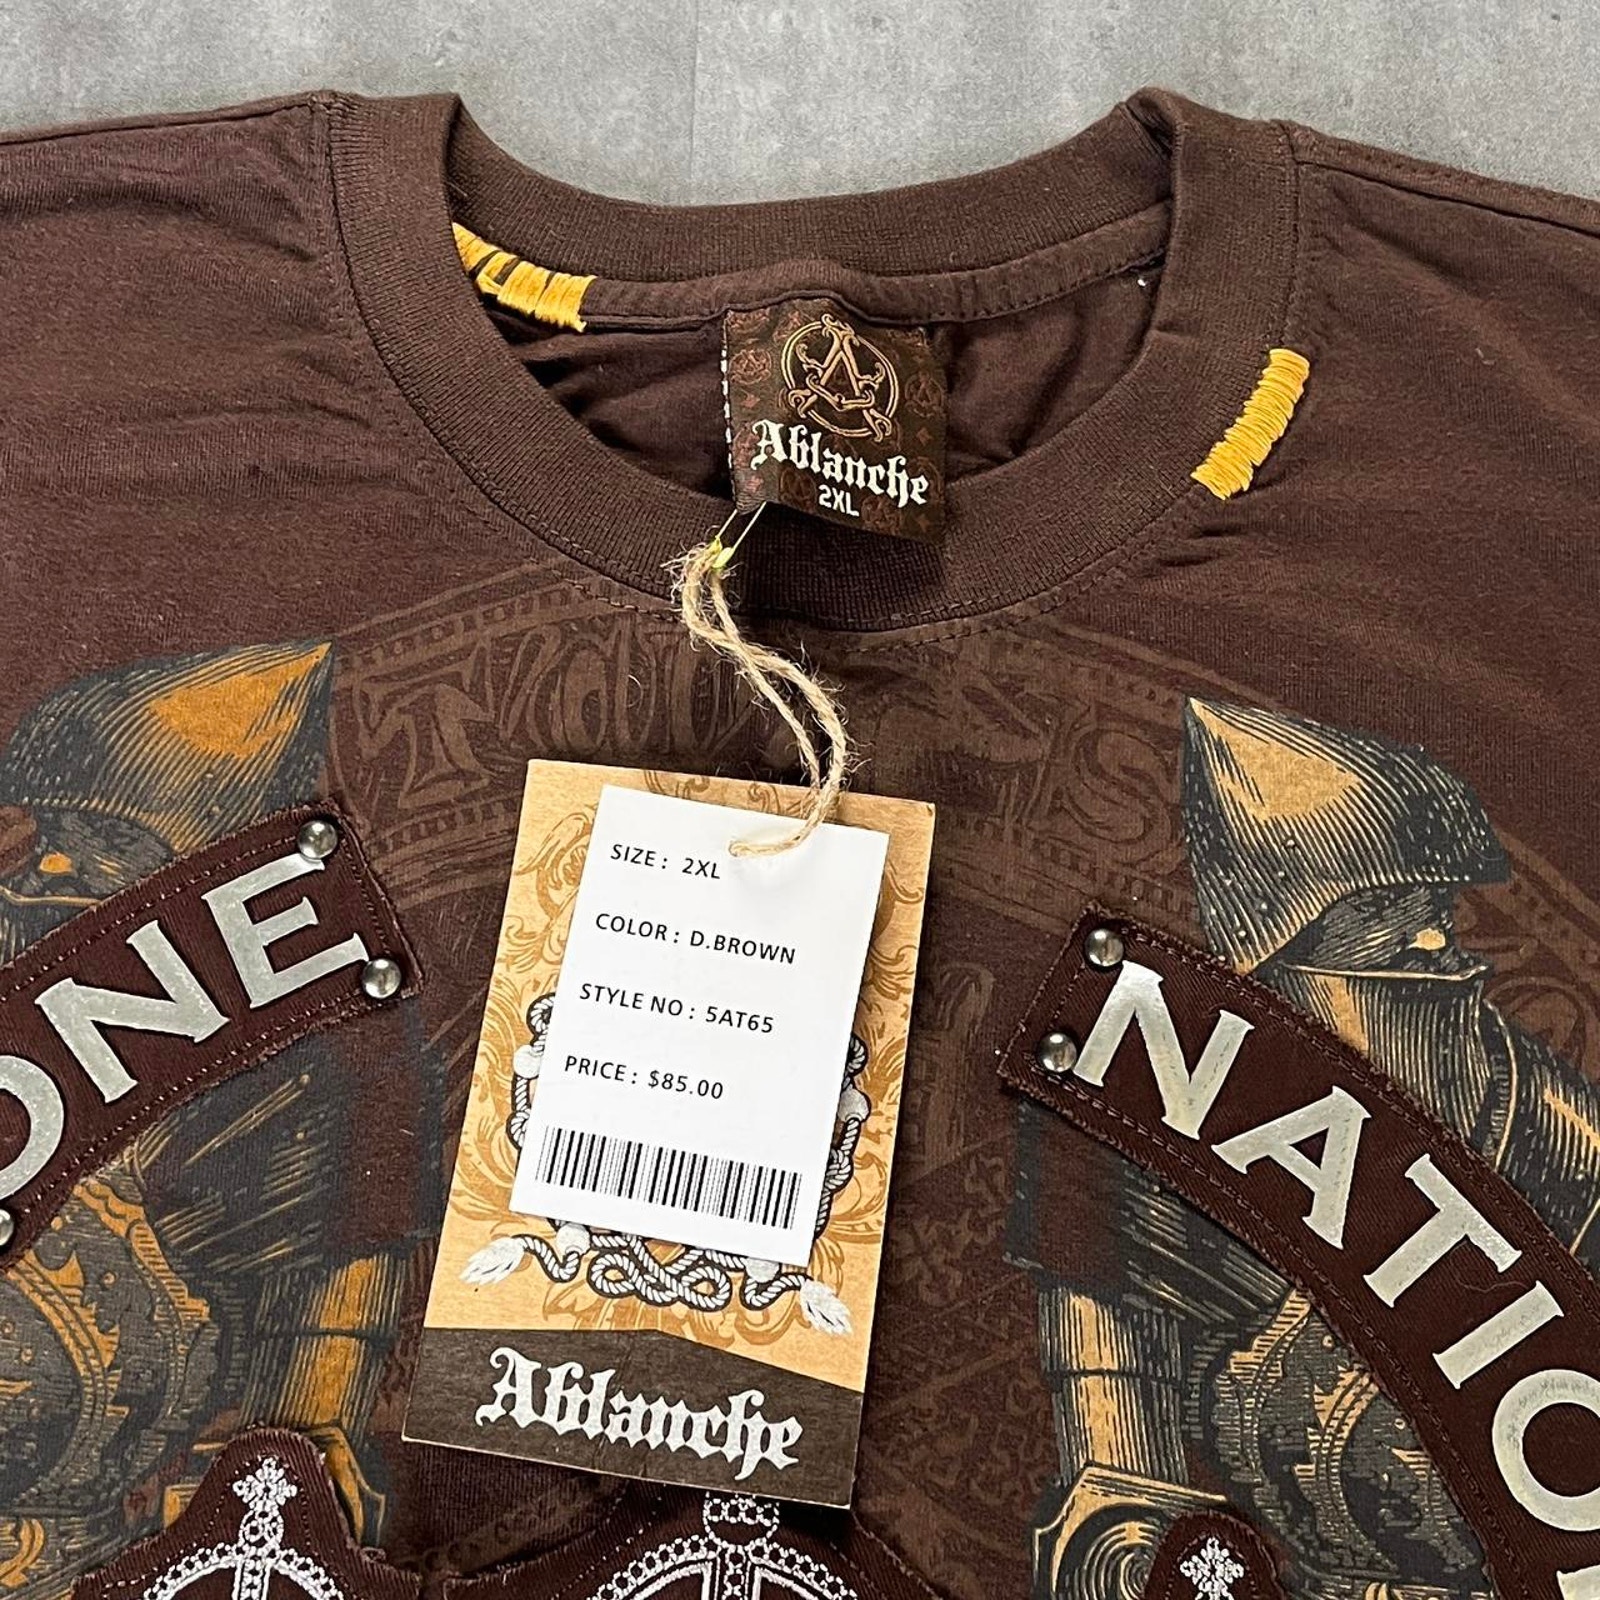 Ablanche
2XL
SIZE: 2XL
COLOR: D.BROWN
STYLE NO: 5AT65
PRICE: $85.00
ONE
NATIO
Ablanche